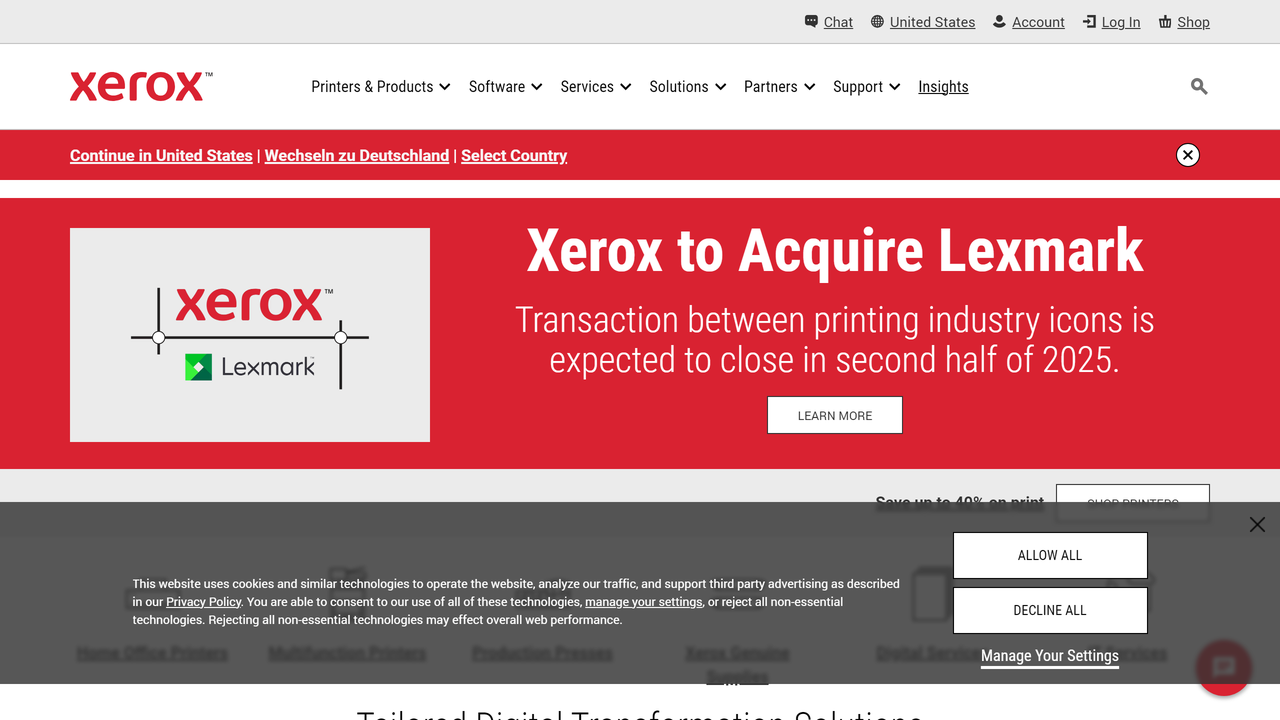 Chat United States Account Log In Shop
xerox™
Printers & Products Software Services Solutions Partners Support Insights
Continue in United States | Wechseln zu Deutschland | Select Country
xerox™
Lexmark
Xerox to Acquire Lexmark
Transaction between printing industry icons is
expected to close in second half of 2025.
LEARN MORE
Save up to 40% on print
SHOP PRINTERS
This website uses cookies and similar technologies to operate the website, analyze our traffic, and support third party advertising as described
in our Privacy Policy. You are able to consent to our use of all of these technologies, manage your settings, or reject all non-essential
technologies. Rejecting all non-essential technologies may effect overall web performance.
ALLOW ALL
DECLINE ALL
Manage Your Settings
Home Office Printers
Multifunction Printers
Production Presses
Xerox Genuine
Supplies
Tailored Digital Transformation Solutions